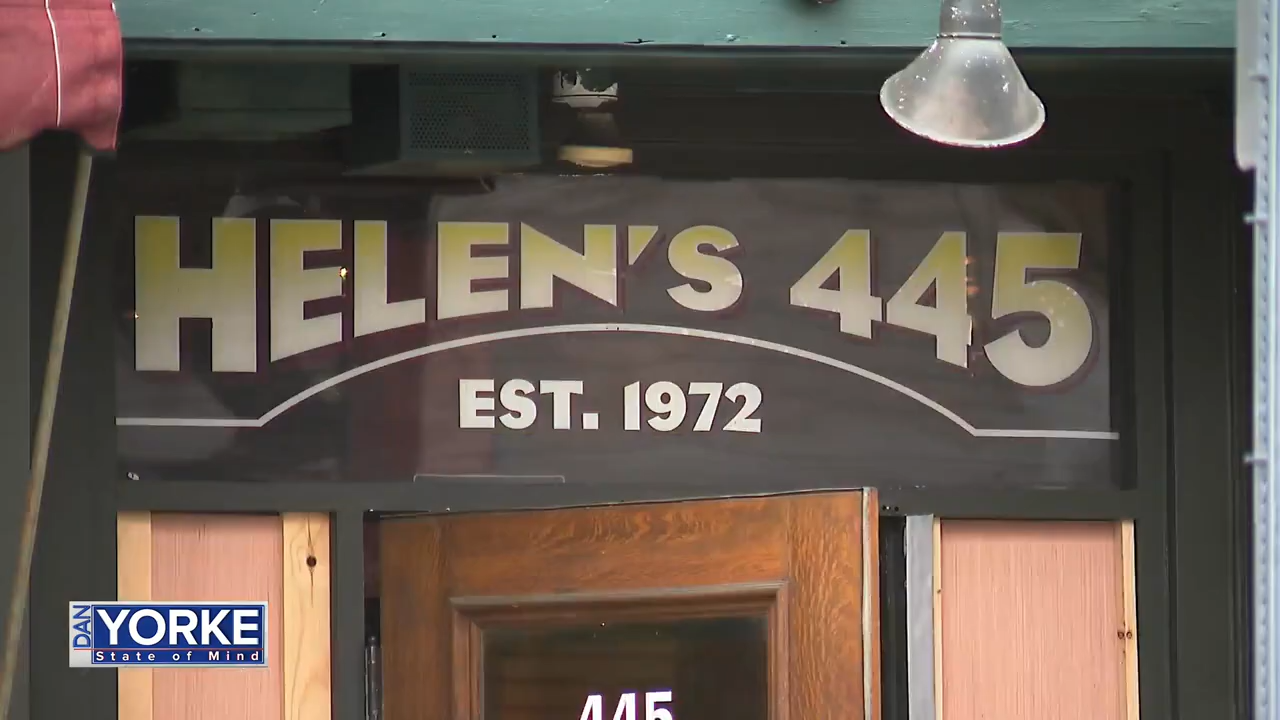 HELEN'S 445
EST. 1972
445
DAN
YORKE
State of Mind